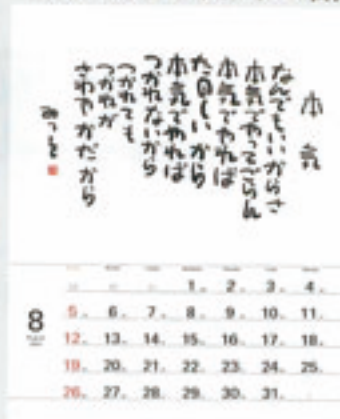 本気
なんでもいいからさ
本気でやってごらん
本気でやれば
たのしいから
本気でやれば
つかれないから
つかれても
つかれが
さわやかだから
みつを
8
1 2 3 4
5 6 7 8 9 10 11
12 13 14 15 16 17 18
19 20 21 22 23 24 25
26 27 28 29 30 31